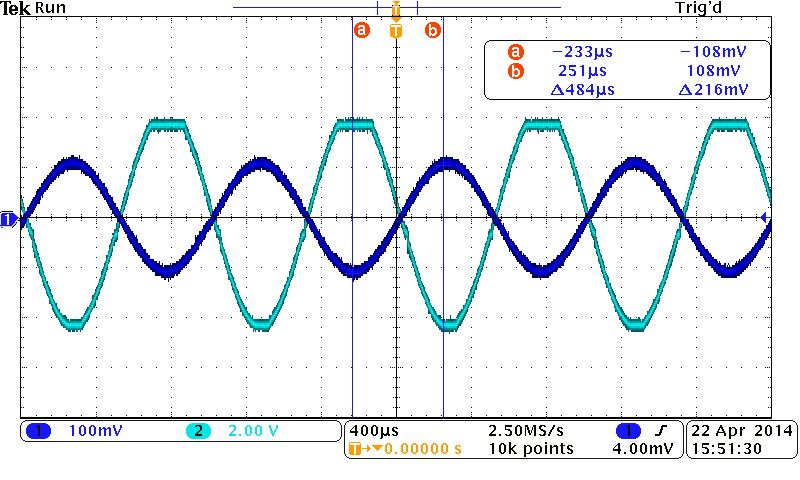 Tek Run Trig'd
T
a b
T
a −233µs −108mV
b 251µs 108mV
Δ484µs Δ216mV
T
1 100mV 2 2.00 V 400µs 2.50MS/s 1 22 Apr 2014
T→▼0.00000 s 10k points 4.00mV 15:51:30